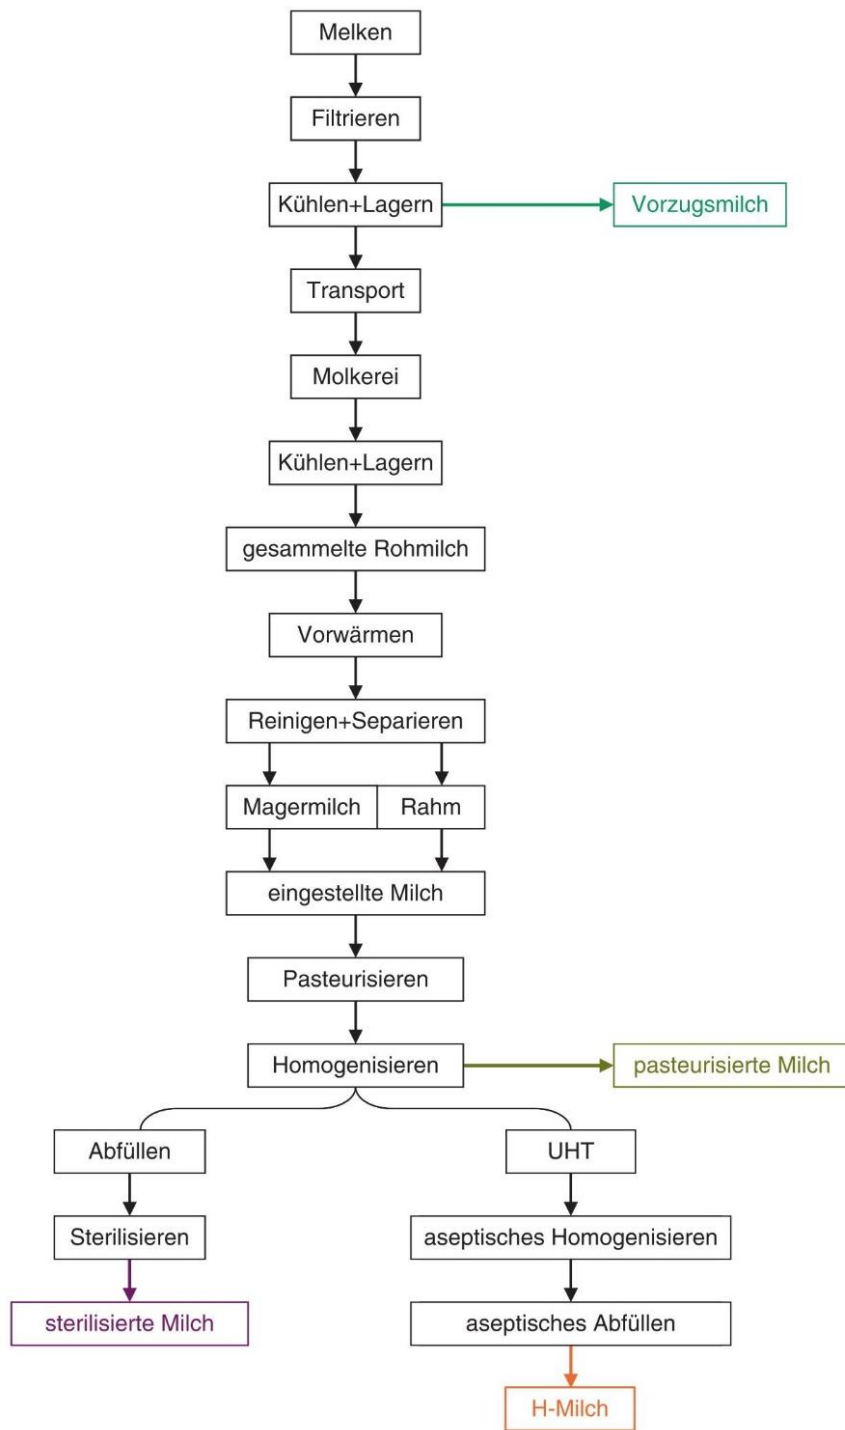 Melken
Filtrieren
Kühlen+Lagern
Vorzugsmilch
Transport
Molkerei
Kühlen+Lagern
gesammelte Rohmilch
Vorwärmen
Reinigen+Separieren
Magermilch
Rahm
eingestellte Milch
Pasteurisieren
Homogenisieren
pasteurisierte Milch
Abfüllen
UHT
Sterilisieren
aseptisches Homogenisieren
sterilisierte Milch
aseptisches Abfüllen
H-Milch